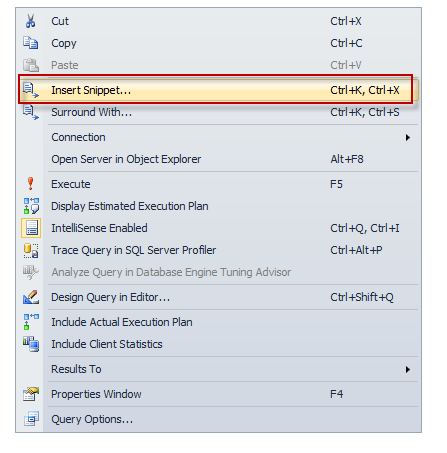 Cut Ctrl+X
Copy Ctrl+C
Paste Ctrl+V
Insert Snippet... Ctrl+K, Ctrl+X
Surround With... Ctrl+K, Ctrl+S
Connection
Open Server in Object Explorer Alt+F8
Execute F5
Display Estimated Execution Plan
IntelliSense Enabled Ctrl+Q, Ctrl+I
Trace Query in SQL Server Profiler Ctrl+Alt+P
Analyze Query in Database Engine Tuning Advisor
Design Query in Editor... Ctrl+Shift+Q
Include Actual Execution Plan
Include Client Statistics
Results To
Properties Window F4
Query Options...